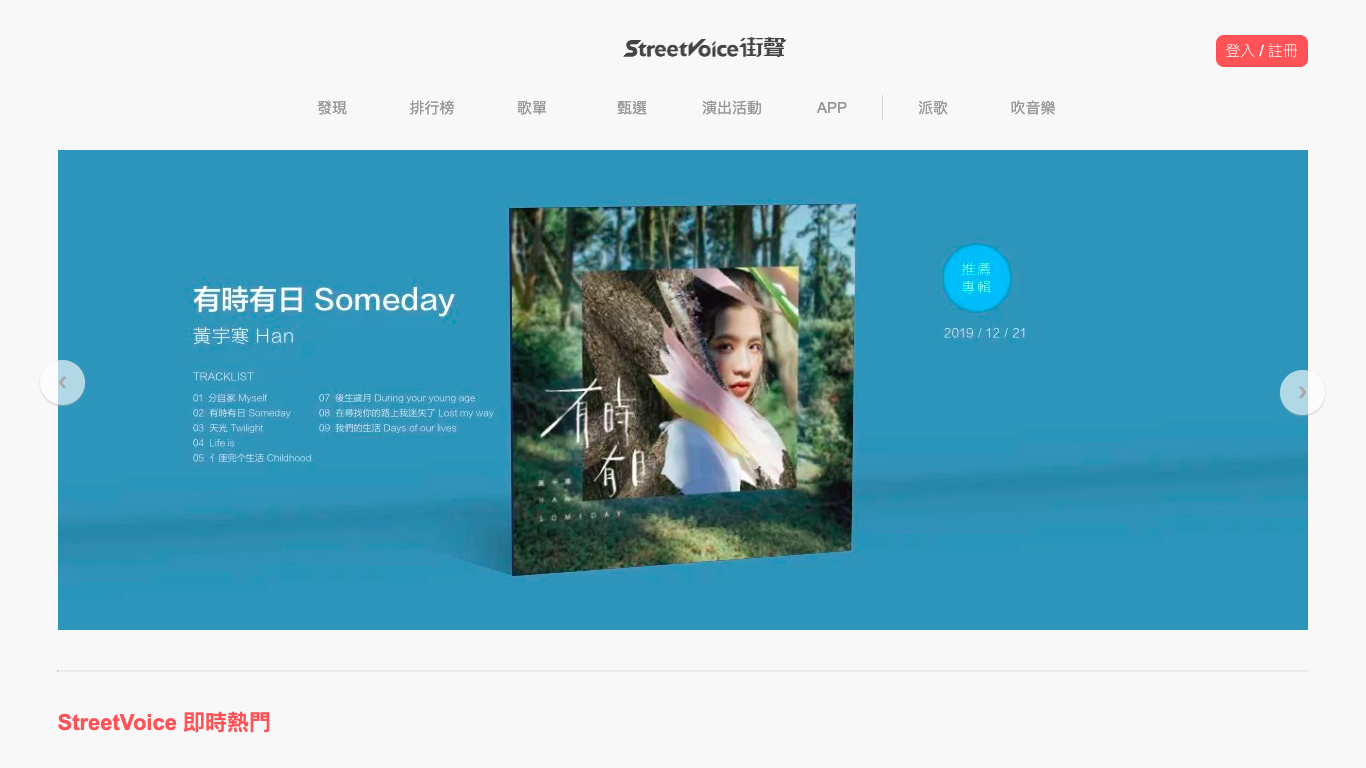 StreetVoice街聲
登入 / 註冊
發現 排行榜 歌單 甄選 演出活動 APP 派歌 吹音樂
有時有日 Someday
黃宇寒 Han
TRACKLIST
01 分自家 Myself
02 有時有日 Someday
03 天光 Twilight
04 Life is
05 亻厓兜个生活 Childhood
07 後生歲月 During your young age
08 在尋找你的路上我迷失了 Lost my way
09 我們的生活 Days of our lives
有時
有日
黃宇寒
HAN
SOMEDAY
推薦
專輯
2019 / 12 / 21
StreetVoice 即時熱門